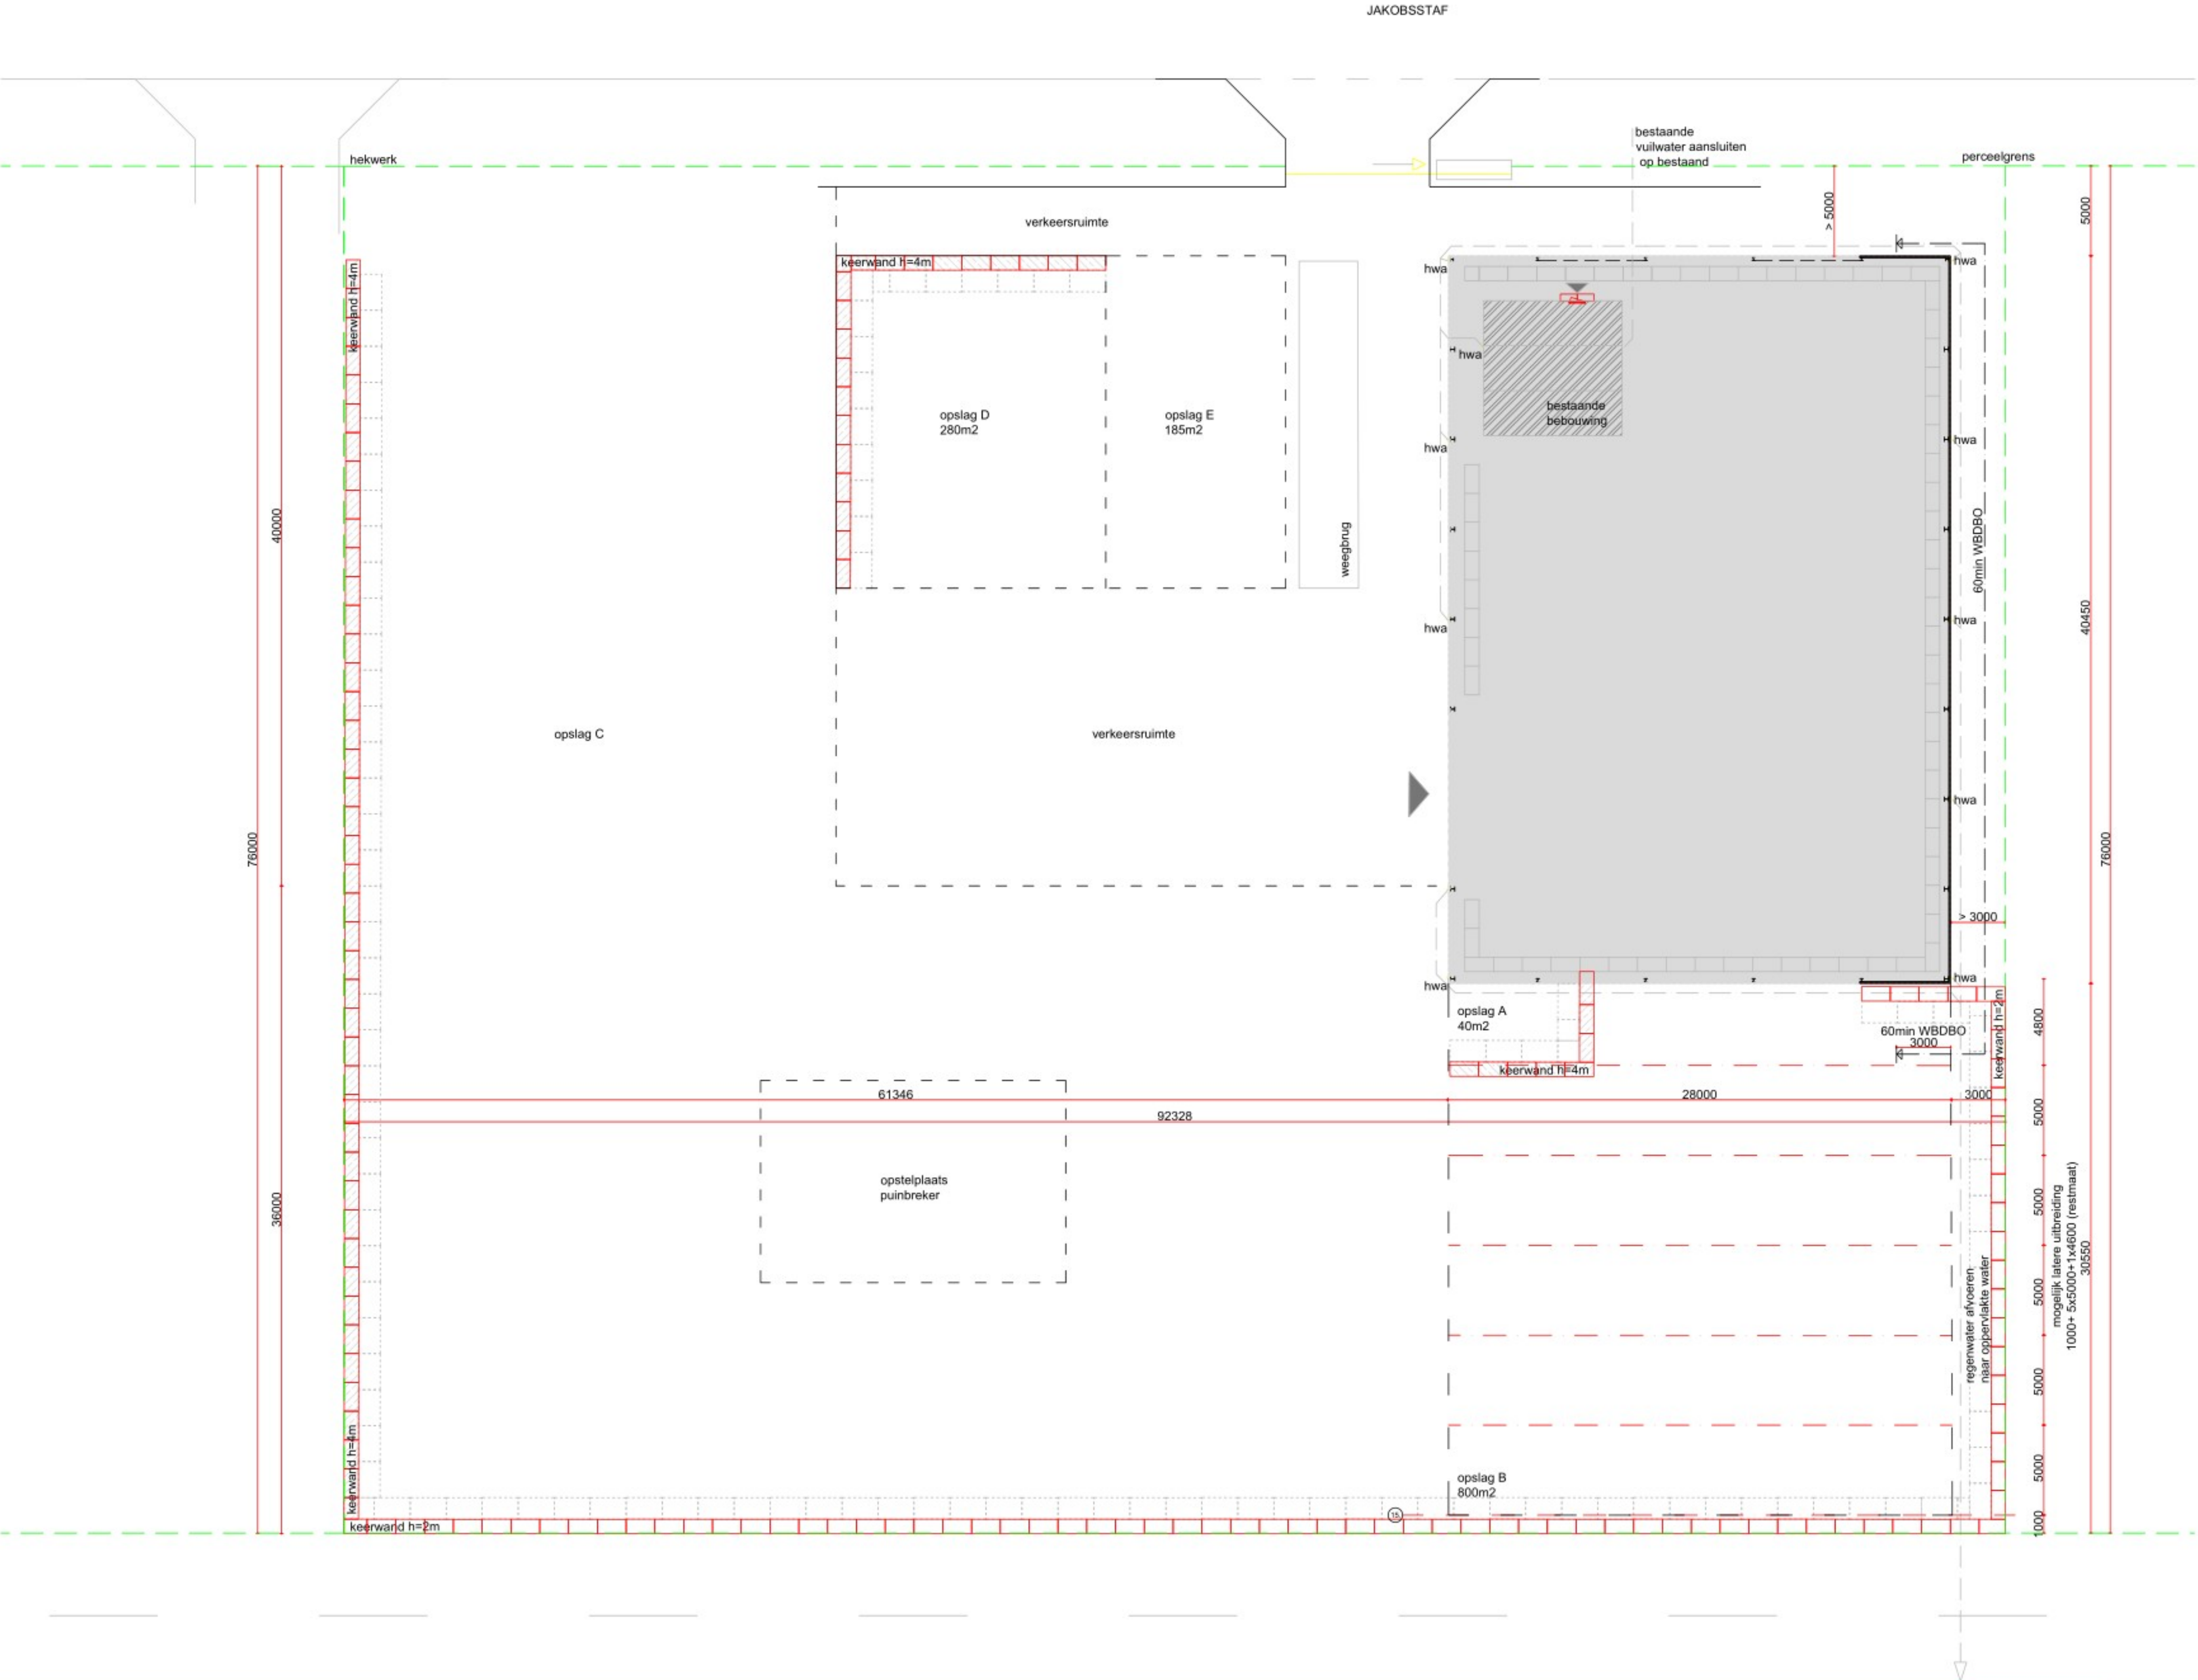 JAKOBSSTAF
bestaande
vuilwater aansluiten
op bestaand
hekwerk
perceelgrens
> 5000
5000
verkeersruimte
keerwand h=4m
keerwand h=4m
hwa
hwa
hwa
bestaande
bebouwing
opslag D
280m2
opslag E
185m2
hwa
hwa
40000
weegbrug
60min WBDBO
hwa
hwa
40450
opslag C
verkeersruimte
hwa
76000
76000
> 3000
hwa
hwa
opslag A
40m2
keerwand h=4m
60min WBDBO
3000
keerwand h=2m
4800
61346
28000
3000
92328
5000
opstelplaats
puinbreker
36000
5000
5000
5000
5000
mogelijk latere uitbreiding
1000+ 5x5000+1x4600 (restmaat)
30550
regenwater afvoeren
naar oppervlakte water
keerwand h=4m
opslag B
800m2
15
1000
keerwand h=2m